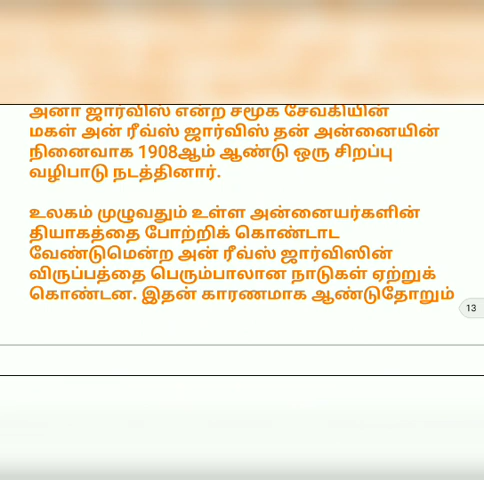 அனா ஜார்விஸ் என்ற சமூக சேவகியின்
மகள் அன் ரீவ்ஸ் ஜார்விஸ் தன் அன்னையின்
நினைவாக 1908ஆம் ஆண்டு ஒரு சிறப்பு
வழிபாடு நடத்தினார்.
உலகம் முழுவதும் உள்ள அன்னையர்களின்
தியாகத்தை போற்றிக் கொண்டாட
வேண்டுமென்ற அன் ரீவ்ஸ் ஜார்விஸின்
விருப்பத்தை பெரும்பாலான நாடுகள் ஏற்றுக்
கொண்டன. இதன் காரணமாக ஆண்டுதோறும்
13